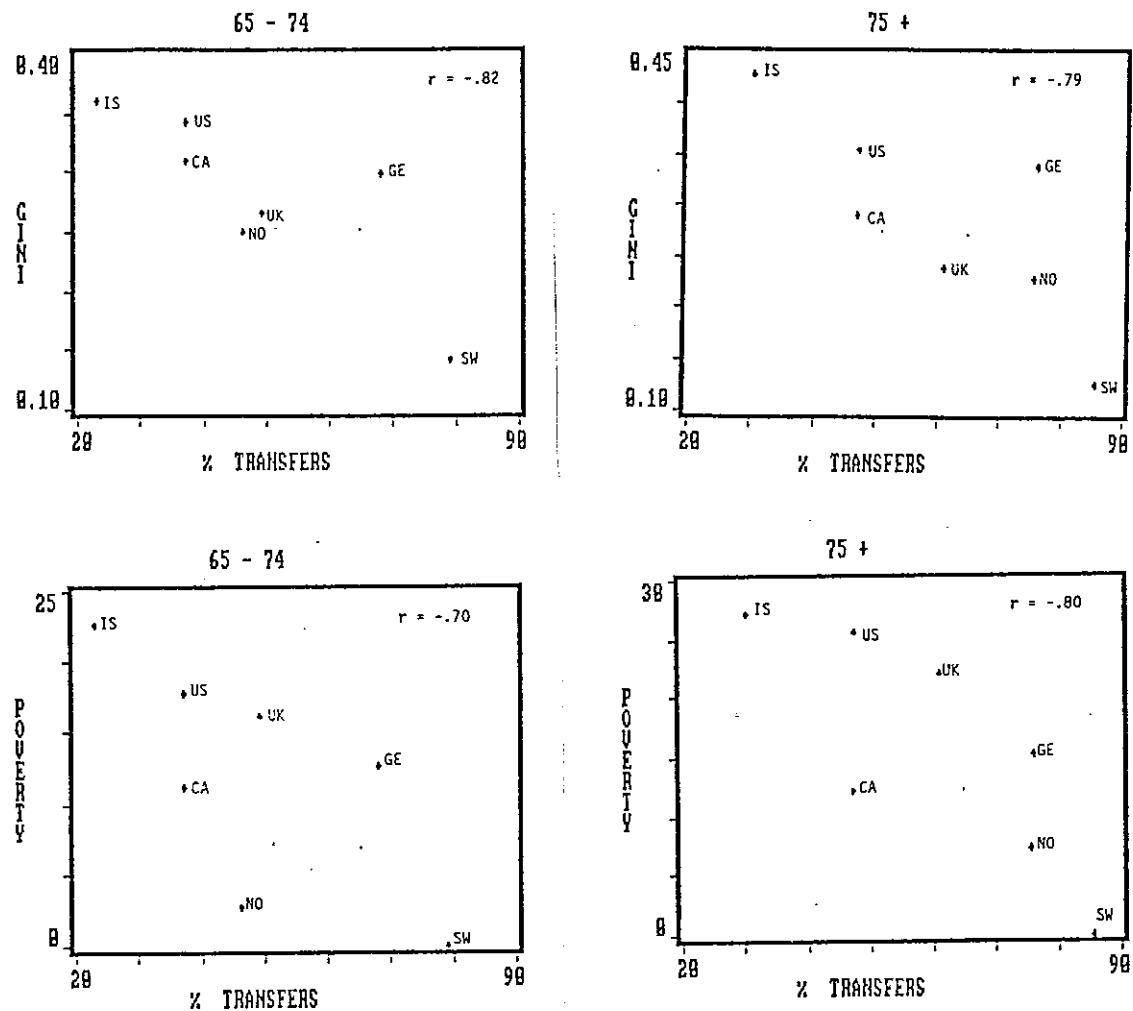 65 - 74
0.40
r = -.82
IS
US
CA
GE
UK
NO
SW
GINI
0.10
20
90
% TRANSFERS
75 +
0.45
r = -.79
IS
US
GE
CA
UK
NO
SW
GINI
0.10
20
90
% TRANSFERS
65 - 74
25
r = -.70
IS
US
UK
GE
CA
NO
SW
POVERTY
0
20
90
% TRANSFERS
75 +
30
r = -.80
IS
US
UK
GE
CA
NO
SW
POVERTY
0
20
90
% TRANSFERS